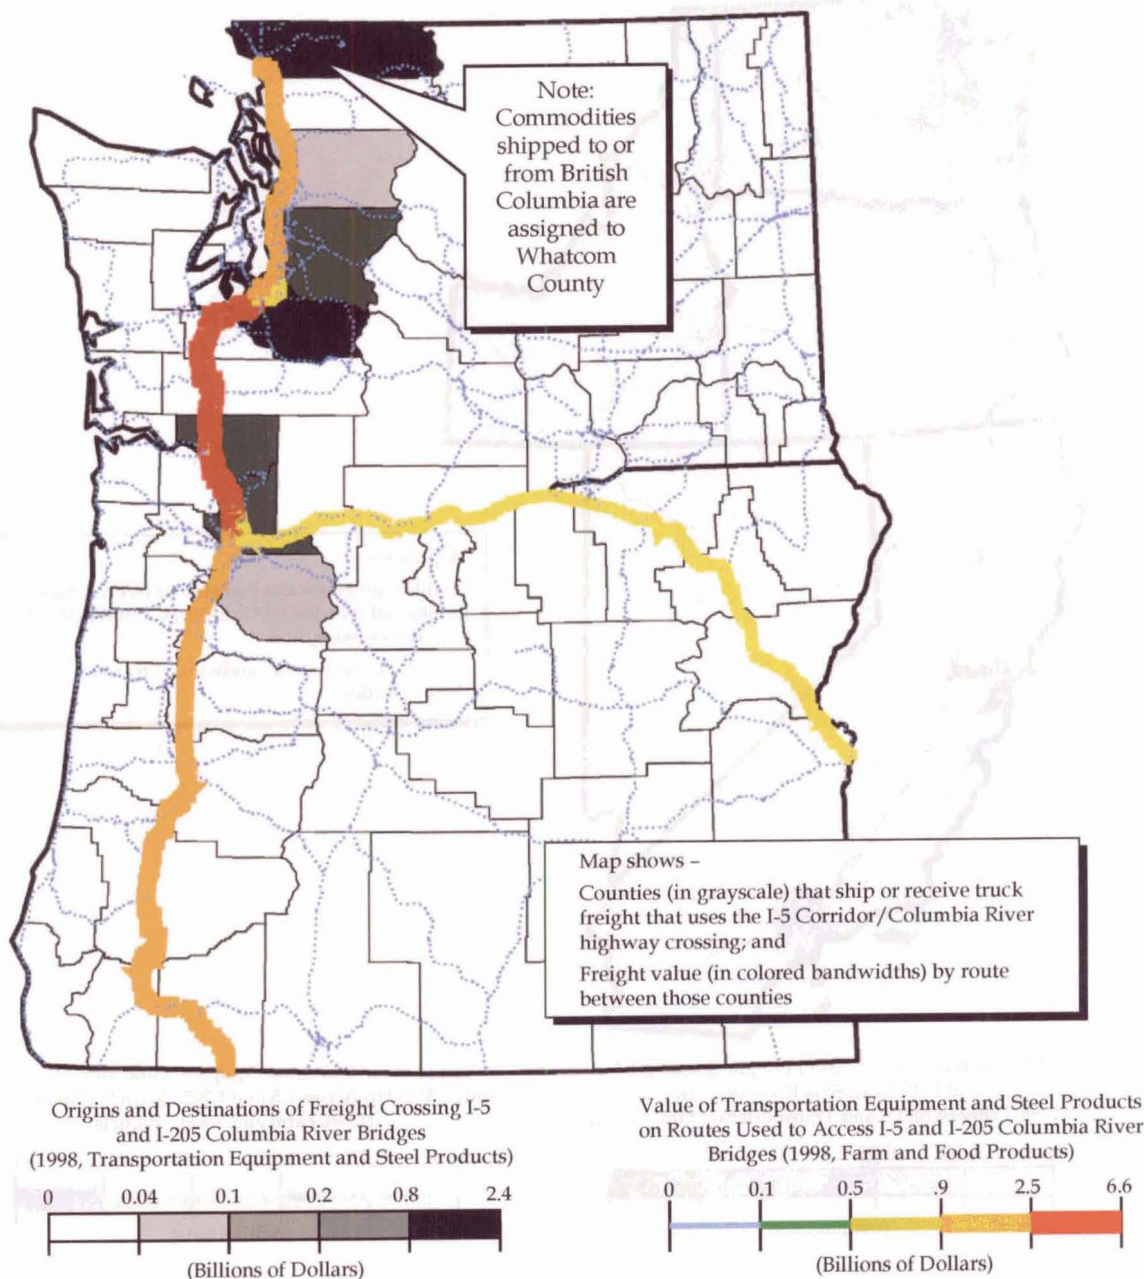 Note:
Commodities
shipped to or
from British
Columbia are
assigned to
Whatcom
County
Map shows –
Counties (in grayscale) that ship or receive truck
freight that uses the I-5 Corridor/Columbia River
highway crossing; and
Freight value (in colored bandwidths) by route
between those counties
Origins and Destinations of Freight Crossing I-5
and I-205 Columbia River Bridges
(1998, Transportation Equipment and Steel Products)
0 0.04 0.1 0.2 0.8 2.4
(Billions of Dollars)
Value of Transportation Equipment and Steel Products
on Routes Used to Access I-5 and I-205 Columbia River
Bridges (1998, Farm and Food Products)
0 0.1 0.5 .9 2.5 6.6
(Billions of Dollars)